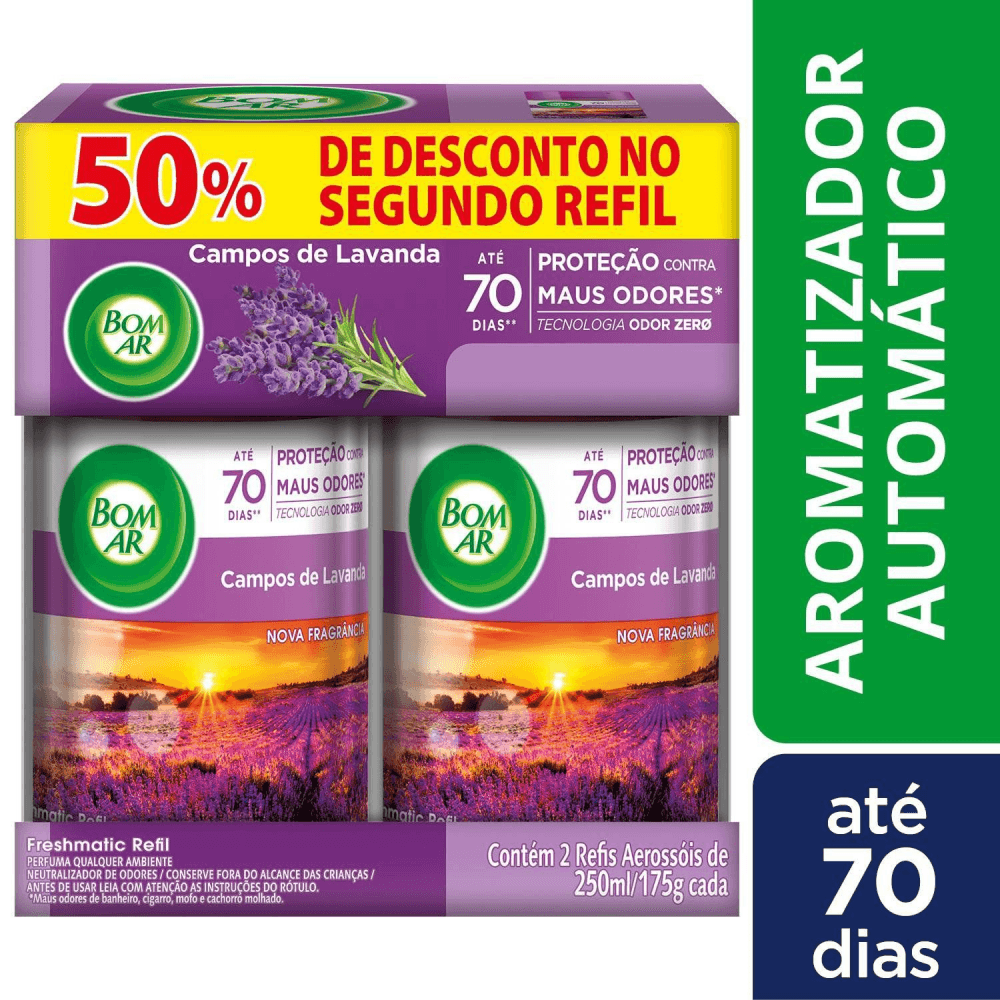 BOM
AR
50% DE DESCONTO NO
SEGUNDO REFIL
Campos de Lavanda
BOM
AR
ATÉ
70
DIAS**
PROTEÇÃO CONTRA
MAUS ODORES*
TECNOLOGIA ODOR ZERØ
BOM
AR
ATÉ
70
DIAS**
PROTEÇÃO CONTRA
MAUS ODORES*
TECNOLOGIA ODOR ZERØ
Campos de Lavanda
NOVA FRAGRÂNCIA
BOM
AR
ATÉ
70
DIAS**
PROTEÇÃO CONTRA
MAUS ODORES*
TECNOLOGIA ODOR ZERØ
Campos de Lavanda
NOVA FRAGRÂNCIA
Freshmatic Refil
PERFUMA QUALQUER AMBIENTE
NEUTRALIZADOR DE ODORES / CONSERVE FORA DO ALCANCE DAS CRIANÇAS /
ANTES DE USAR LEIA COM ATENÇÃO AS INSTRUÇÕES DO RÓTULO.
*Maus odores de banheiro, cigarro, mofo e cachorro molhado.
Contém 2 Refis Aerossóis de
250ml/175g cada
AROMATIZADOR
AUTOMÁTICO
até
70
dias